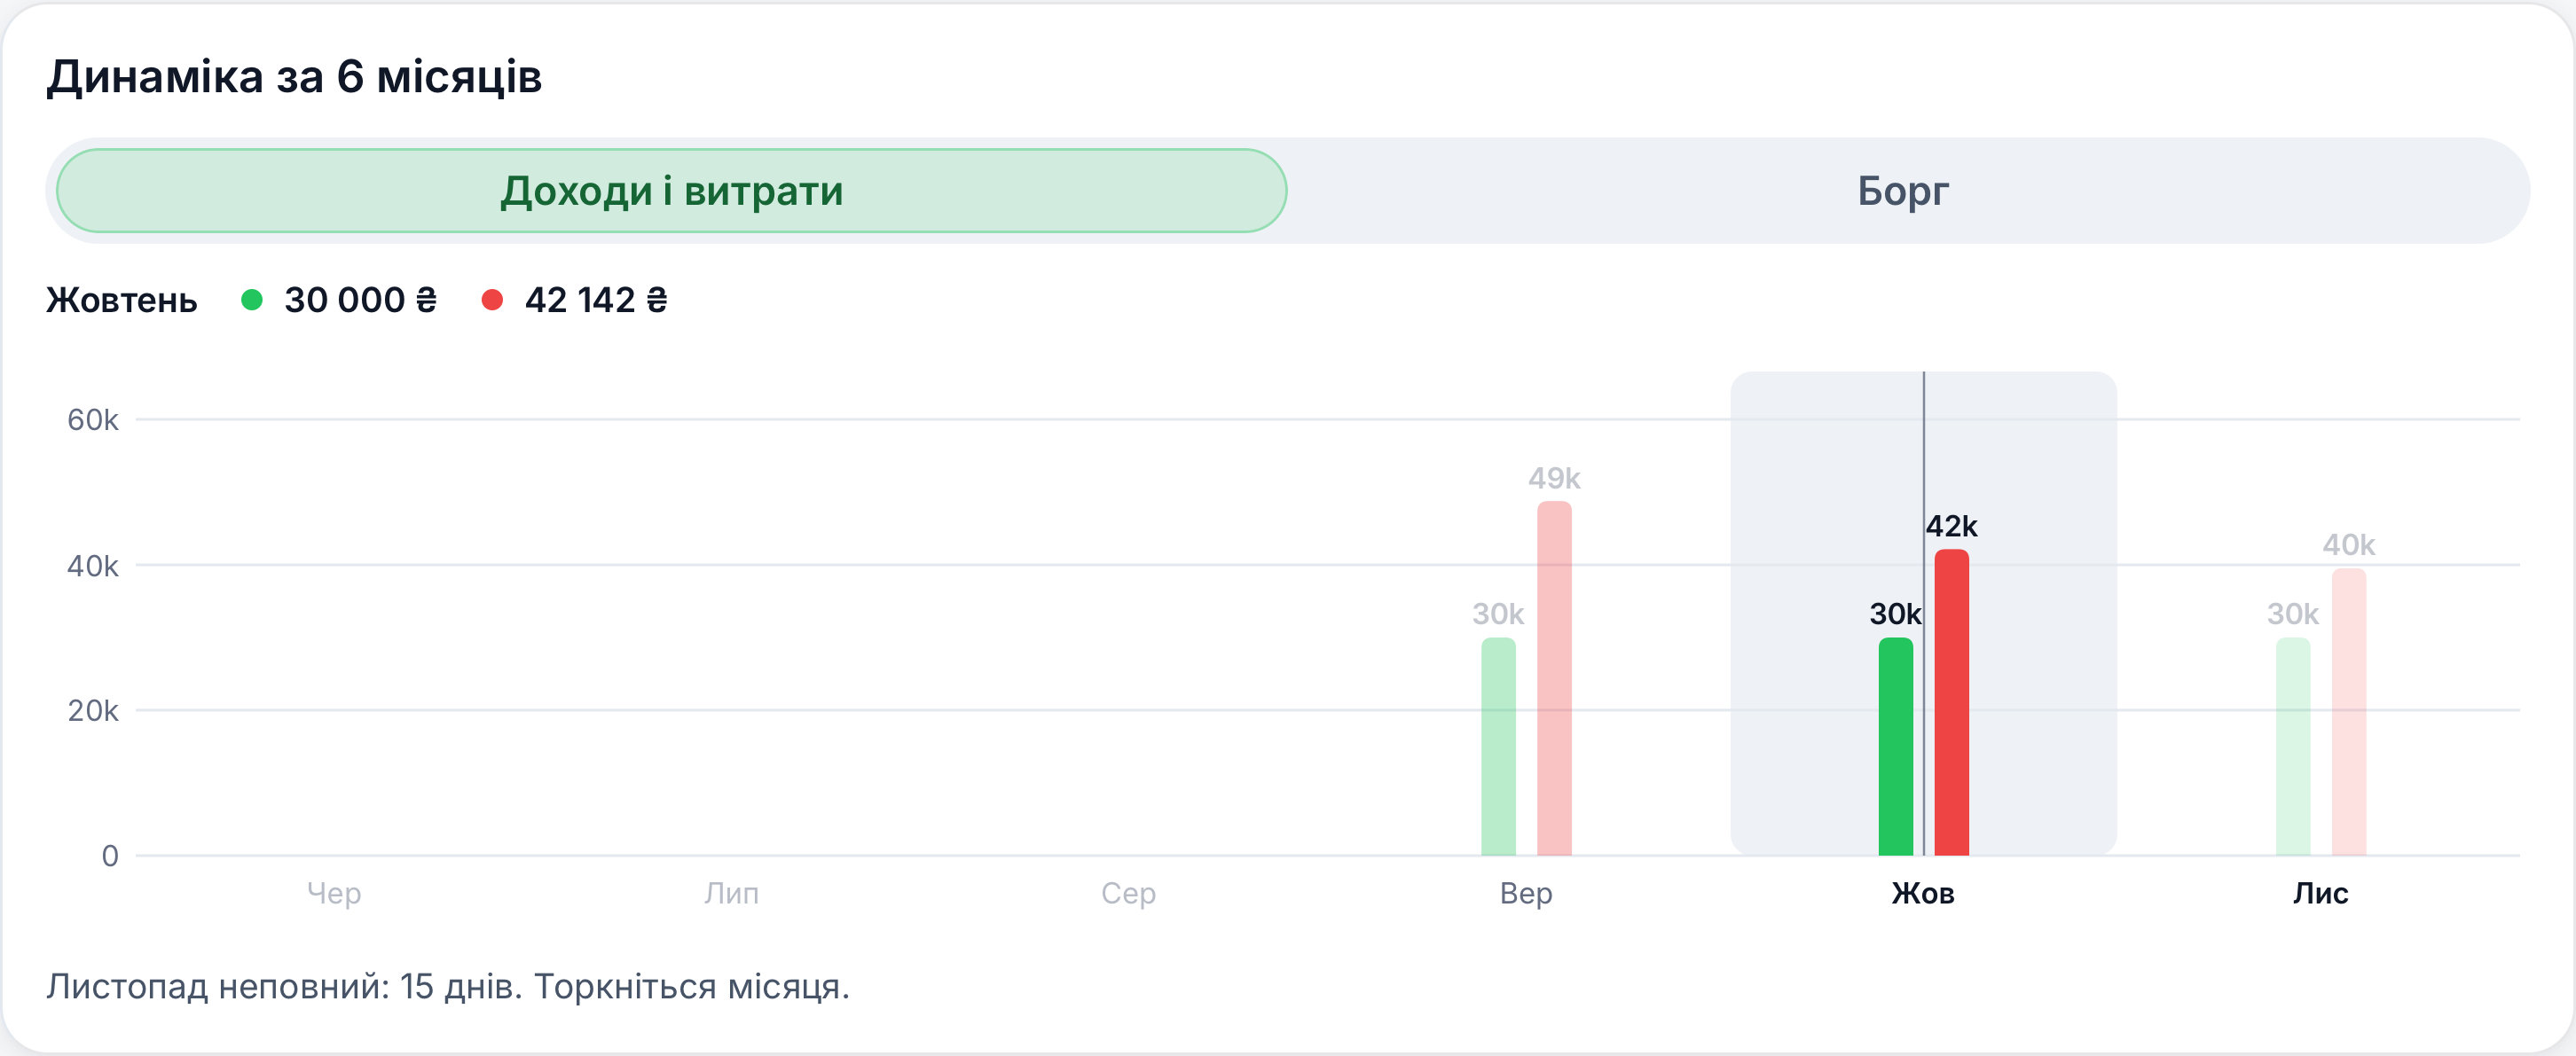 Динаміка за 6 місяців
Доходи і витрати
Борг
Жовтень 30 000 ₴ 42 142 ₴
60k
49k
42k
40k
40k
30k
30k
30k
20k
0
Чер Лип Сер Вер Жов Лис
Листопад неповний: 15 днів. Торкніться місяця.